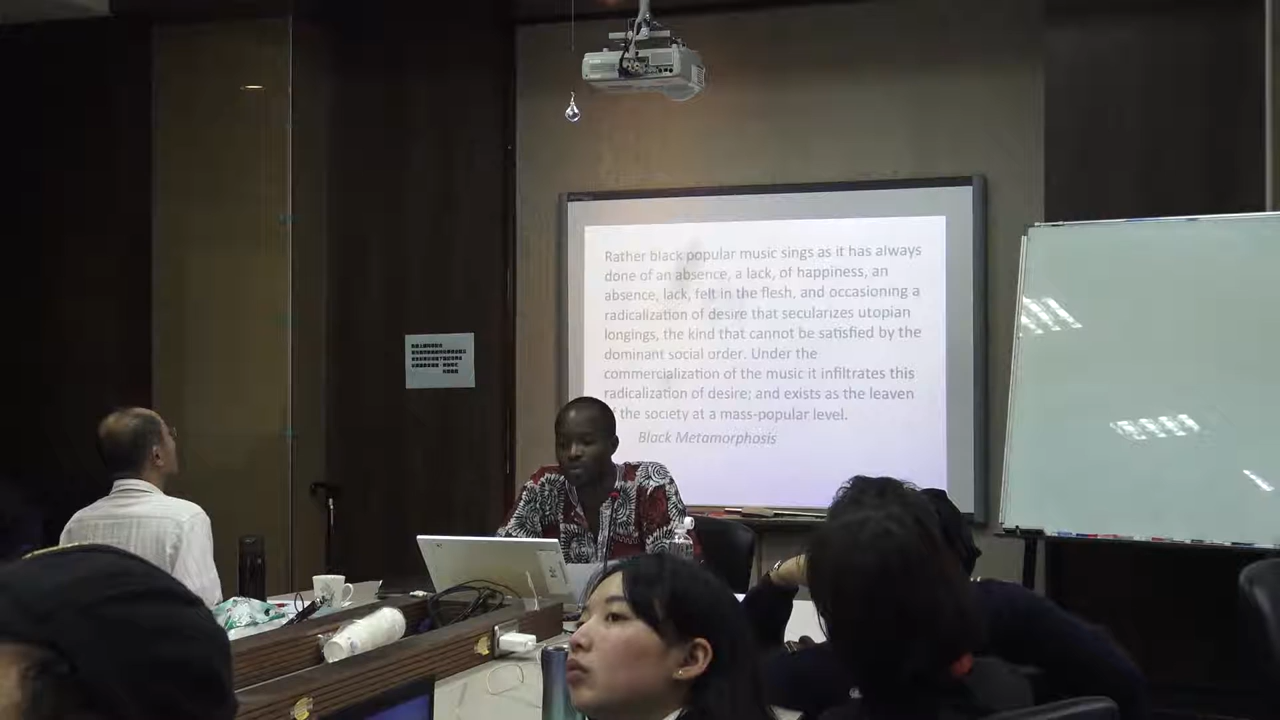 Rather black popular music sings as it has always
done of an absence, a lack, of happiness, an
absence, lack, felt in the flesh, and occasioning a
radicalization of desire that secularizes utopian
longings, the kind that cannot be satisfied by the
dominant social order. Under the
commercialization of the music it infiltrates this
radicalization of desire; and exists as the leaven
of the society at a mass-popular level.
Black Metamorphosis